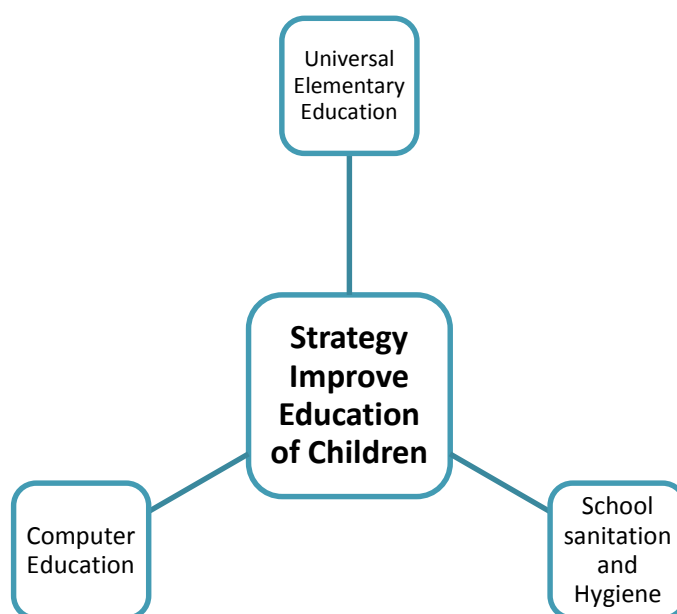 Universal
Elementary
Education
Strategy
Improve
Education
of Children
Computer
Education
School
sanitation
and
Hygiene